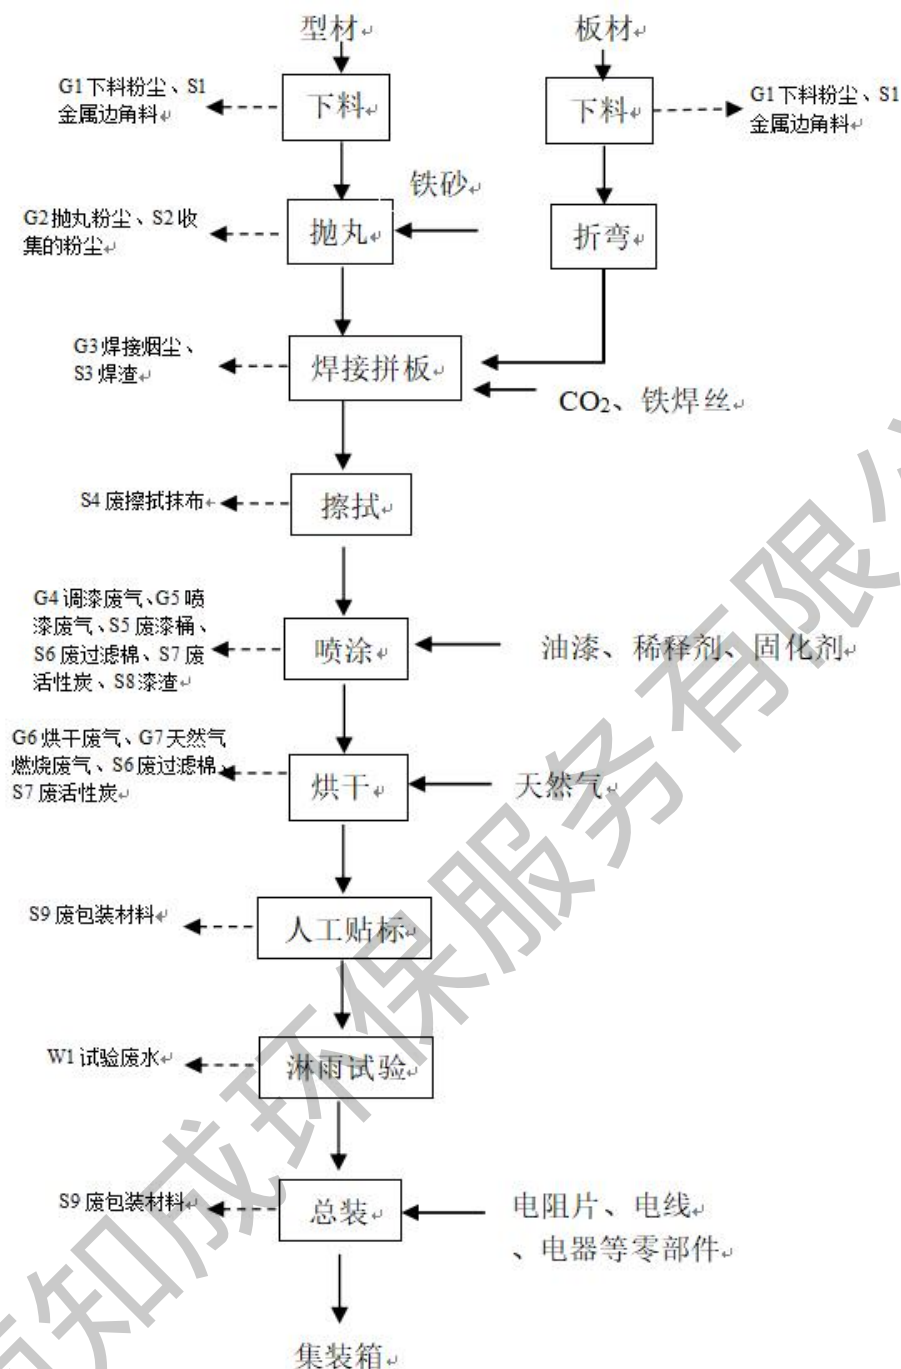 型材
板材
G1下料粉尘、S1
金属边角料
下料
下料
G1下料粉尘、S1
金属边角料
铁砂
G2抛丸粉尘、S2收
集的粉尘
抛丸
折弯
G3焊接烟尘、
S3焊渣
焊接拼板
CO₂、铁焊丝
S4废擦拭抹布
擦拭
G4调漆废气、G5喷
漆废气、S5废漆桶、
S6废过滤棉、S7废
活性炭、S8漆渣
喷涂
油漆、稀释剂、固化剂
G6烘干废气、G7天然气
燃烧废气、S6废过滤棉、
S7废活性炭
烘干
天然气
S9废包装材料
人工贴标
W1试验废水
淋雨试验
S9废包装材料
总装
电阻片、电线
、电器等零部件
集装箱
知成环保服务有限公